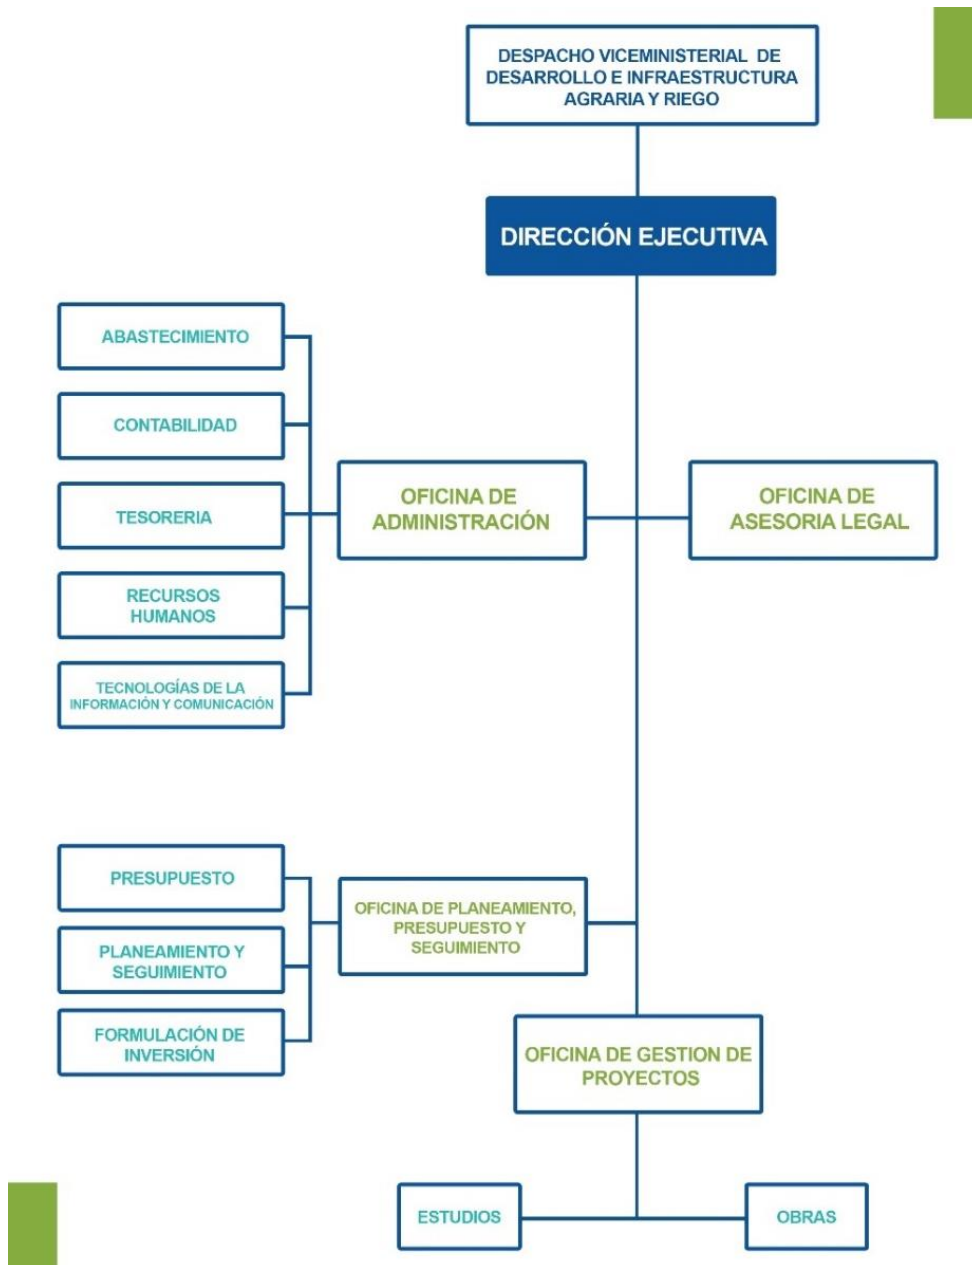 DESPACHO VICEMINISTERIAL DE
DESARROLLO E INFRAESTRUCTURA
AGRARIA Y RIEGO
DIRECCIÓN EJECUTIVA
ABASTECIMIENTO
CONTABILIDAD
TESORERIA
RECURSOS
HUMANOS
TECNOLOGÍAS DE LA
INFORMACIÓN Y COMUNICACIÓN
OFICINA DE
ADMINISTRACIÓN
OFICINA DE
ASESORIA LEGAL
PRESUPUESTO
PLANEAMIENTO Y
SEGUIMIENTO
FORMULACIÓN DE
INVERSIÓN
OFICINA DE PLANEAMIENTO,
PRESUPUESTO Y
SEGUIMIENTO
OFICINA DE GESTION DE
PROYECTOS
ESTUDIOS
OBRAS